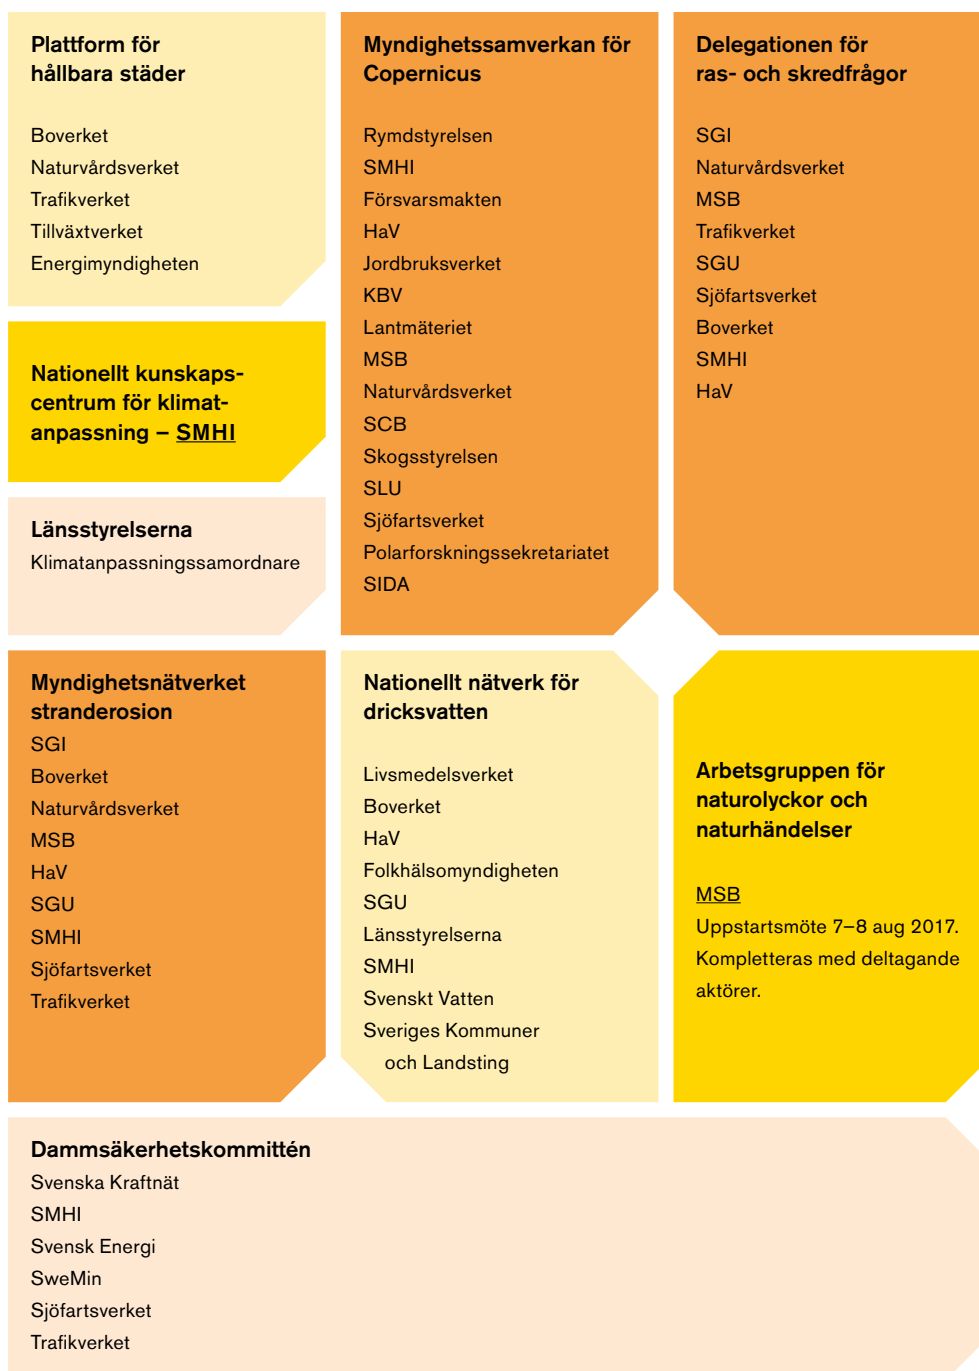 Plattform för
hållbara städer
Boverket
Naturvårdsverket
Trafikverket
Tillväxtverket
Energimyndigheten
Nationellt kunskaps-
centrum för klimat-
anpassning – SMHI
Länsstyrelserna
Klimatanpassningssamordnare
Myndighetssamverkan för
Copernicus
Rymdstyrelsen
SMHI
Försvarsmakten
HaV
Jordbruksverket
KBV
Lantmäteriet
MSB
Naturvårdsverket
SCB
Skogsstyrelsen
SLU
Sjöfartsverket
Polarforskningssekretariatet
SIDA
Delegationen för
ras- och skredfrågor
SGI
Naturvårdsverket
MSB
Trafikverket
SGU
Sjöfartsverket
Boverket
SMHI
HaV
Myndighetsnätverket
stranderosion
SGI
Boverket
Naturvårdsverket
MSB
HaV
SGU
SMHI
Sjöfartsverket
Trafikverket
Nationellt nätverk för
dricksvatten
Livsmedelsverket
Boverket
HaV
Folkhälsomyndigheten
SGU
Länsstyrelserna
SMHI
Svenskt Vatten
Sveriges Kommuner
och Landsting
Arbetsgruppen för
naturolyckor och
naturhändelser
MSB
Uppstartsmöte 7–8 aug 2017.
Kompletteras med deltagande
aktörer.
Dammsäkerhetskommittén
Svenska Kraftnät
SMHI
Svensk Energi
SweMin
Sjöfartsverket
Trafikverket